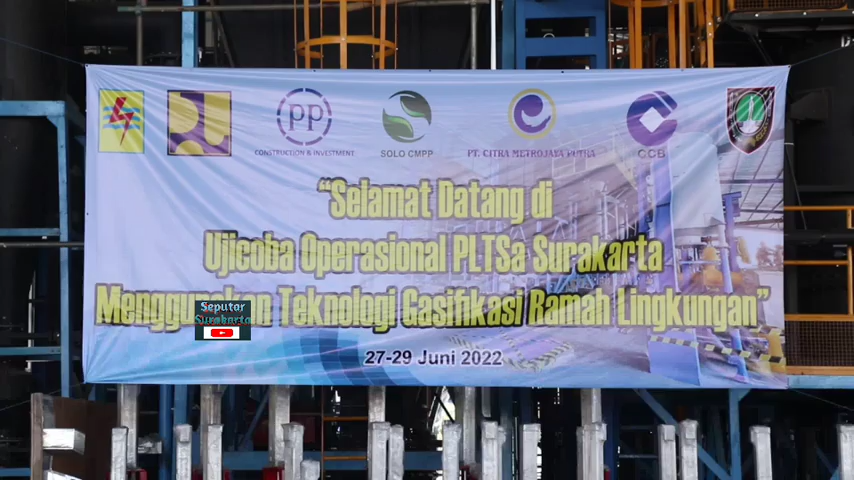 pp
CONSTRUCTION & INVESTMENT
SOLO CMPP
PT. CITRA METROJAYA PUTRA
CCB
“Selamat Datang di
Ujicoba Operasional PLTSa Surakarta
Menggunakan Teknologi Gasifikasi Ramah Lingkungan”
Seputar
Surakarta
27-29 Juni 2022